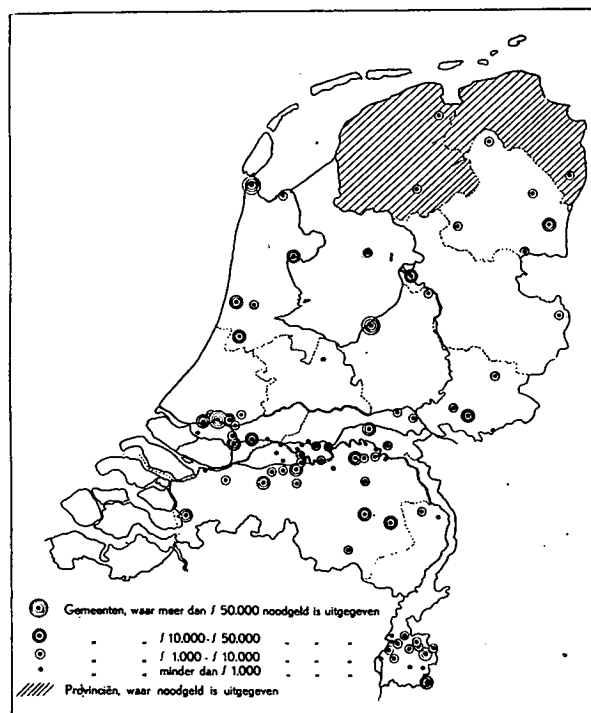 Gemeenten, waar meer dan ƒ 50.000 noodgeld is uitgegeven
„ „ ƒ 10.000 - ƒ 50.000 „ „ „
„ „ ƒ 1.000 - ƒ 10.000 „ „ „
„ „ minder dan ƒ 1.000 „ „ „
Provinciën, waar noodgeld is uitgegeven